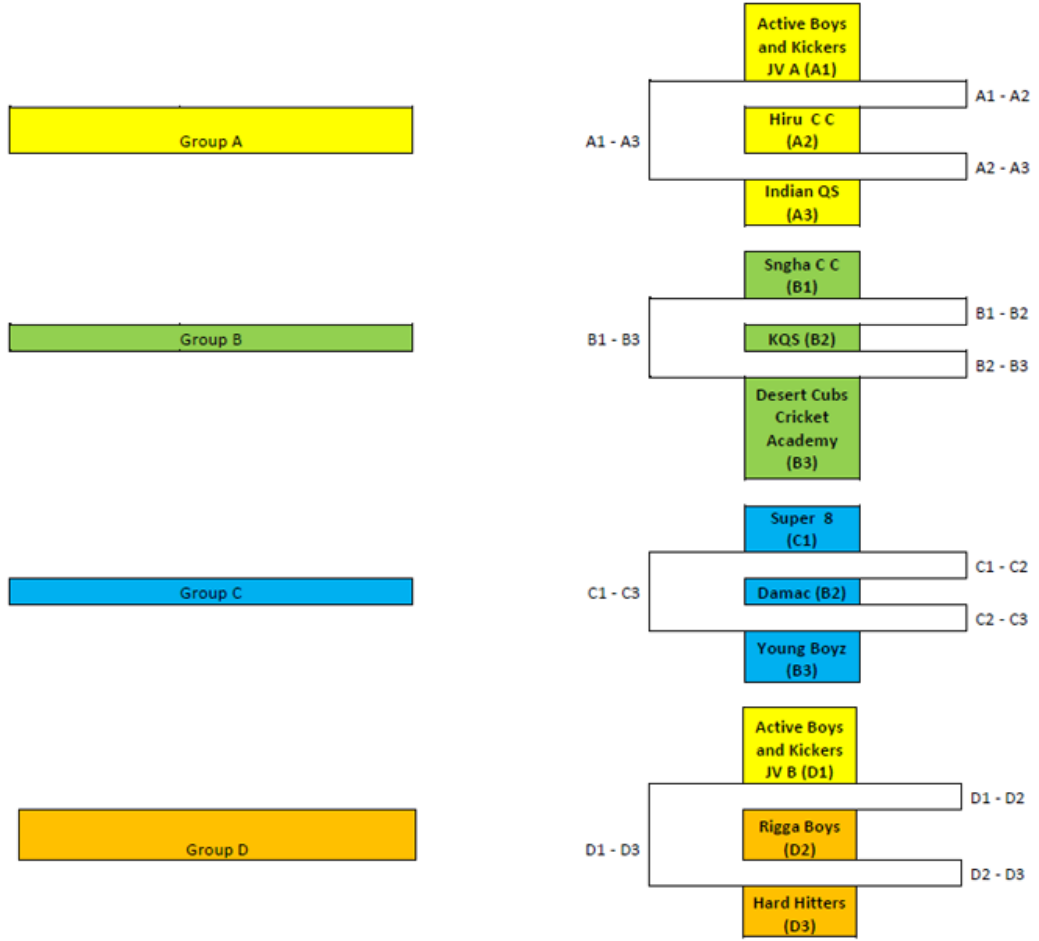 Active Boys
and Kickers
JV A (A1)
A1 - A2
Hiru C C
(A2)
Group A
A1 - A3
A2 - A3
Indian QS
(A3)
Sngha C C
(B1)
B1 - B2
Group B
B1 - B3
KQS (B2)
B2 - B3
Desert Cubs
Cricket
Academy
(B3)
Super 8
(C1)
C1 - C2
Group C
C1 - C3
Damac (B2)
C2 - C3
Young Boyz
(B3)
Active Boys
and Kickers
JV B (D1)
D1 - D2
Rigga Boys
(D2)
Group D
D1 - D3
D2 - D3
Hard Hitters
(D3)